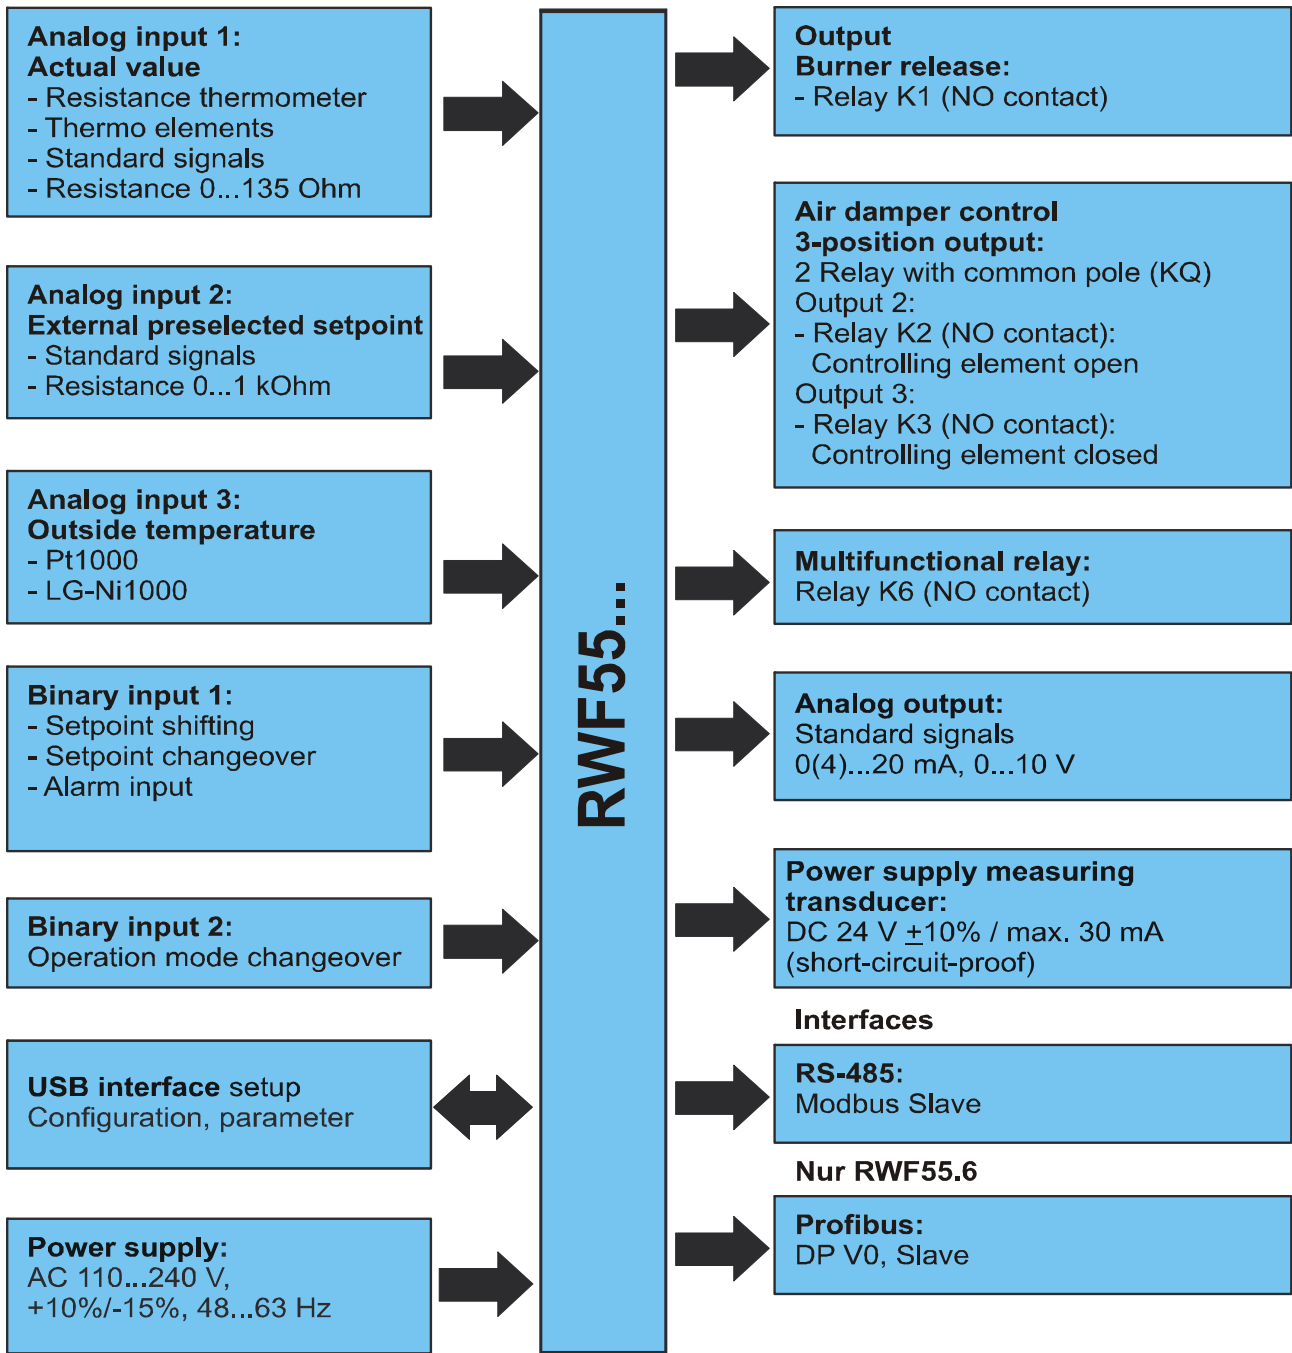 Analog input 1:
Actual value
- Resistance thermometer
- Thermo elements
- Standard signals
- Resistance 0...135 Ohm
Analog input 2:
External preselected setpoint
- Standard signals
- Resistance 0...1 kOhm
Analog input 3:
Outside temperature
- Pt1000
- LG-Ni1000
Binary input 1:
- Setpoint shifting
- Setpoint changeover
- Alarm input
Binary input 2:
Operation mode changeover
USB interface setup
Configuration, parameter
Power supply:
AC 110...240 V,
+10%/-15%, 48...63 Hz
RWF55...
Output
Burner release:
- Relay K1 (NO contact)
Air damper control
3-position output:
2 Relay with common pole (KQ)
Output 2:
- Relay K2 (NO contact):
Controlling element open
Output 3:
- Relay K3 (NO contact):
Controlling element closed
Multifunctional relay:
Relay K6 (NO contact)
Analog output:
Standard signals
0(4)...20 mA, 0...10 V
Power supply measuring
transducer:
DC 24 V ±10% / max. 30 mA
(short-circuit-proof)
Interfaces
RS-485:
Modbus Slave
Nur RWF55.6
Profibus:
DP V0, Slave